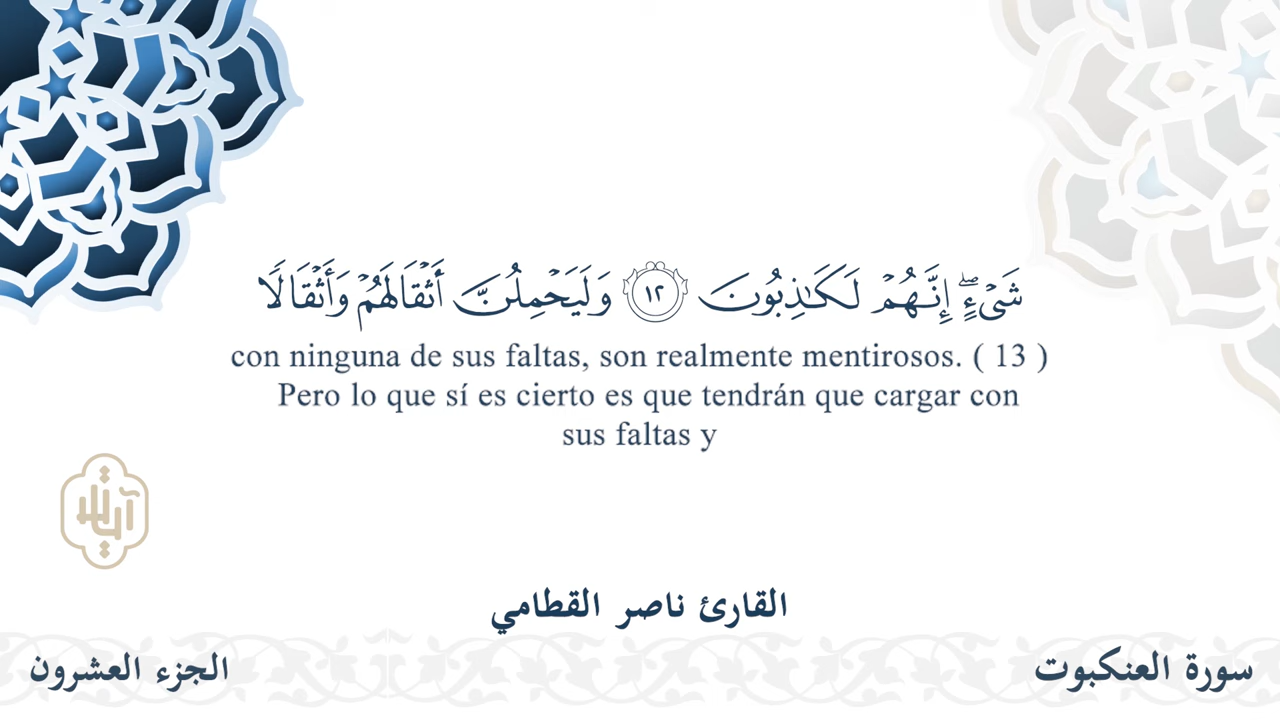 شَيْءٍ ۖ إِنَّهُمْ لَكَـٰذِبُونَ ١٢ وَلَيَحْمِلُنَّ أَثْقَالَهُمْ وَأَثْقَالًا
con ninguna de sus faltas, son realmente mentirosos. ( 13 )
Pero lo que sí es cierto es que tendrán que cargar con
sus faltas y
القارئ ناصر القطامي
سورة العنكبوت
الجزء العشرون